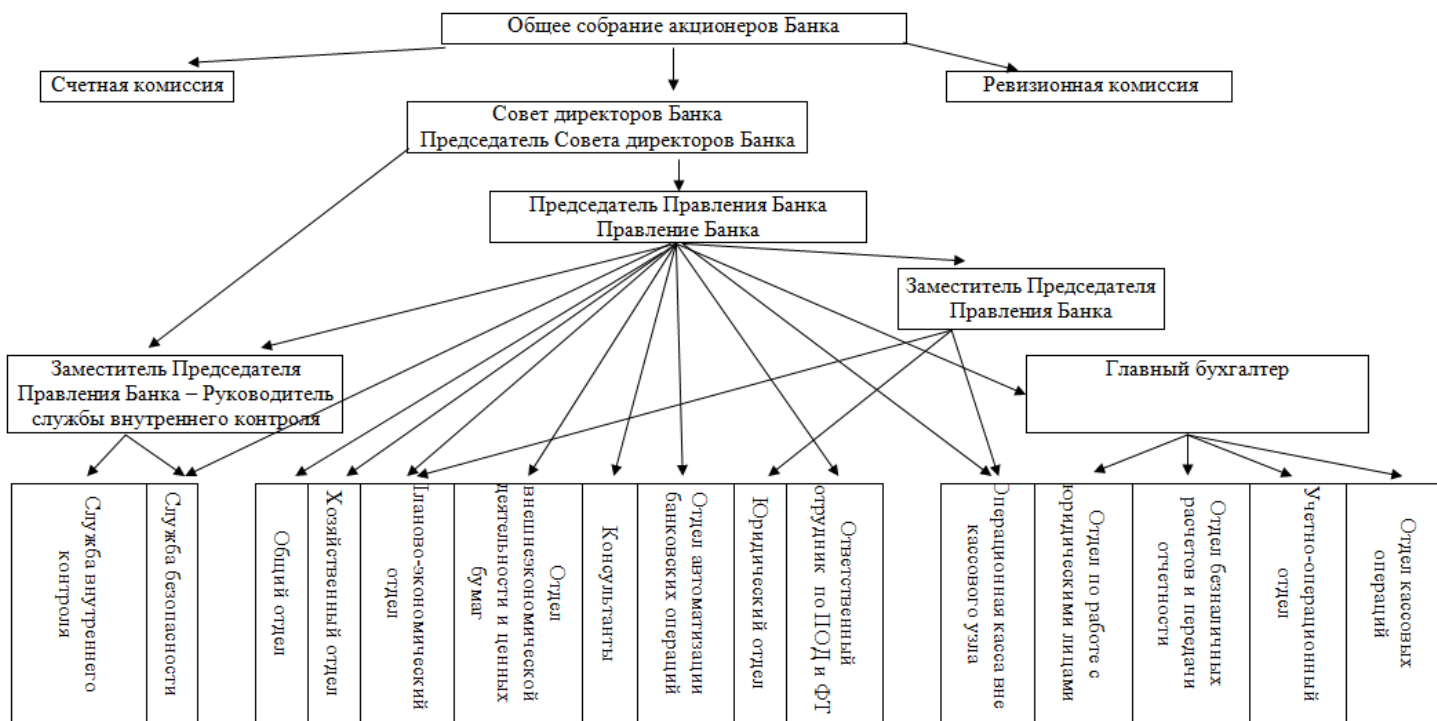 Общее собрание акционеров Банка
Счетная комиссия
Ревизионная комиссия
Совет директоров Банка
Председатель Совета директоров Банка
Председатель Правления Банка
Правление Банка
Заместитель Председателя
Правления Банка
Заместитель Председателя
Правления Банка – Руководитель
службы внутреннего контроля
Главный бухгалтер
Служба внутреннего
контроля
Служба безопасности
Общий отдел
Хозяйственный отдел
Планово-экономический
отдел
Отдел
внешнеэкономической
деятельности и ценных
бумаг
Консультанты
Отдел автоматизации
банковских операций
Юридический отдел
Ответственный
отрудник по ПОД и ФТ
Операционная касса вне
кассового узла
Отдел по работе с
юридическими лицами
Отдел безналичных
расчетов и передачи
отчетности
Учетно-операционный
отдел
Отдел кассовых
операций